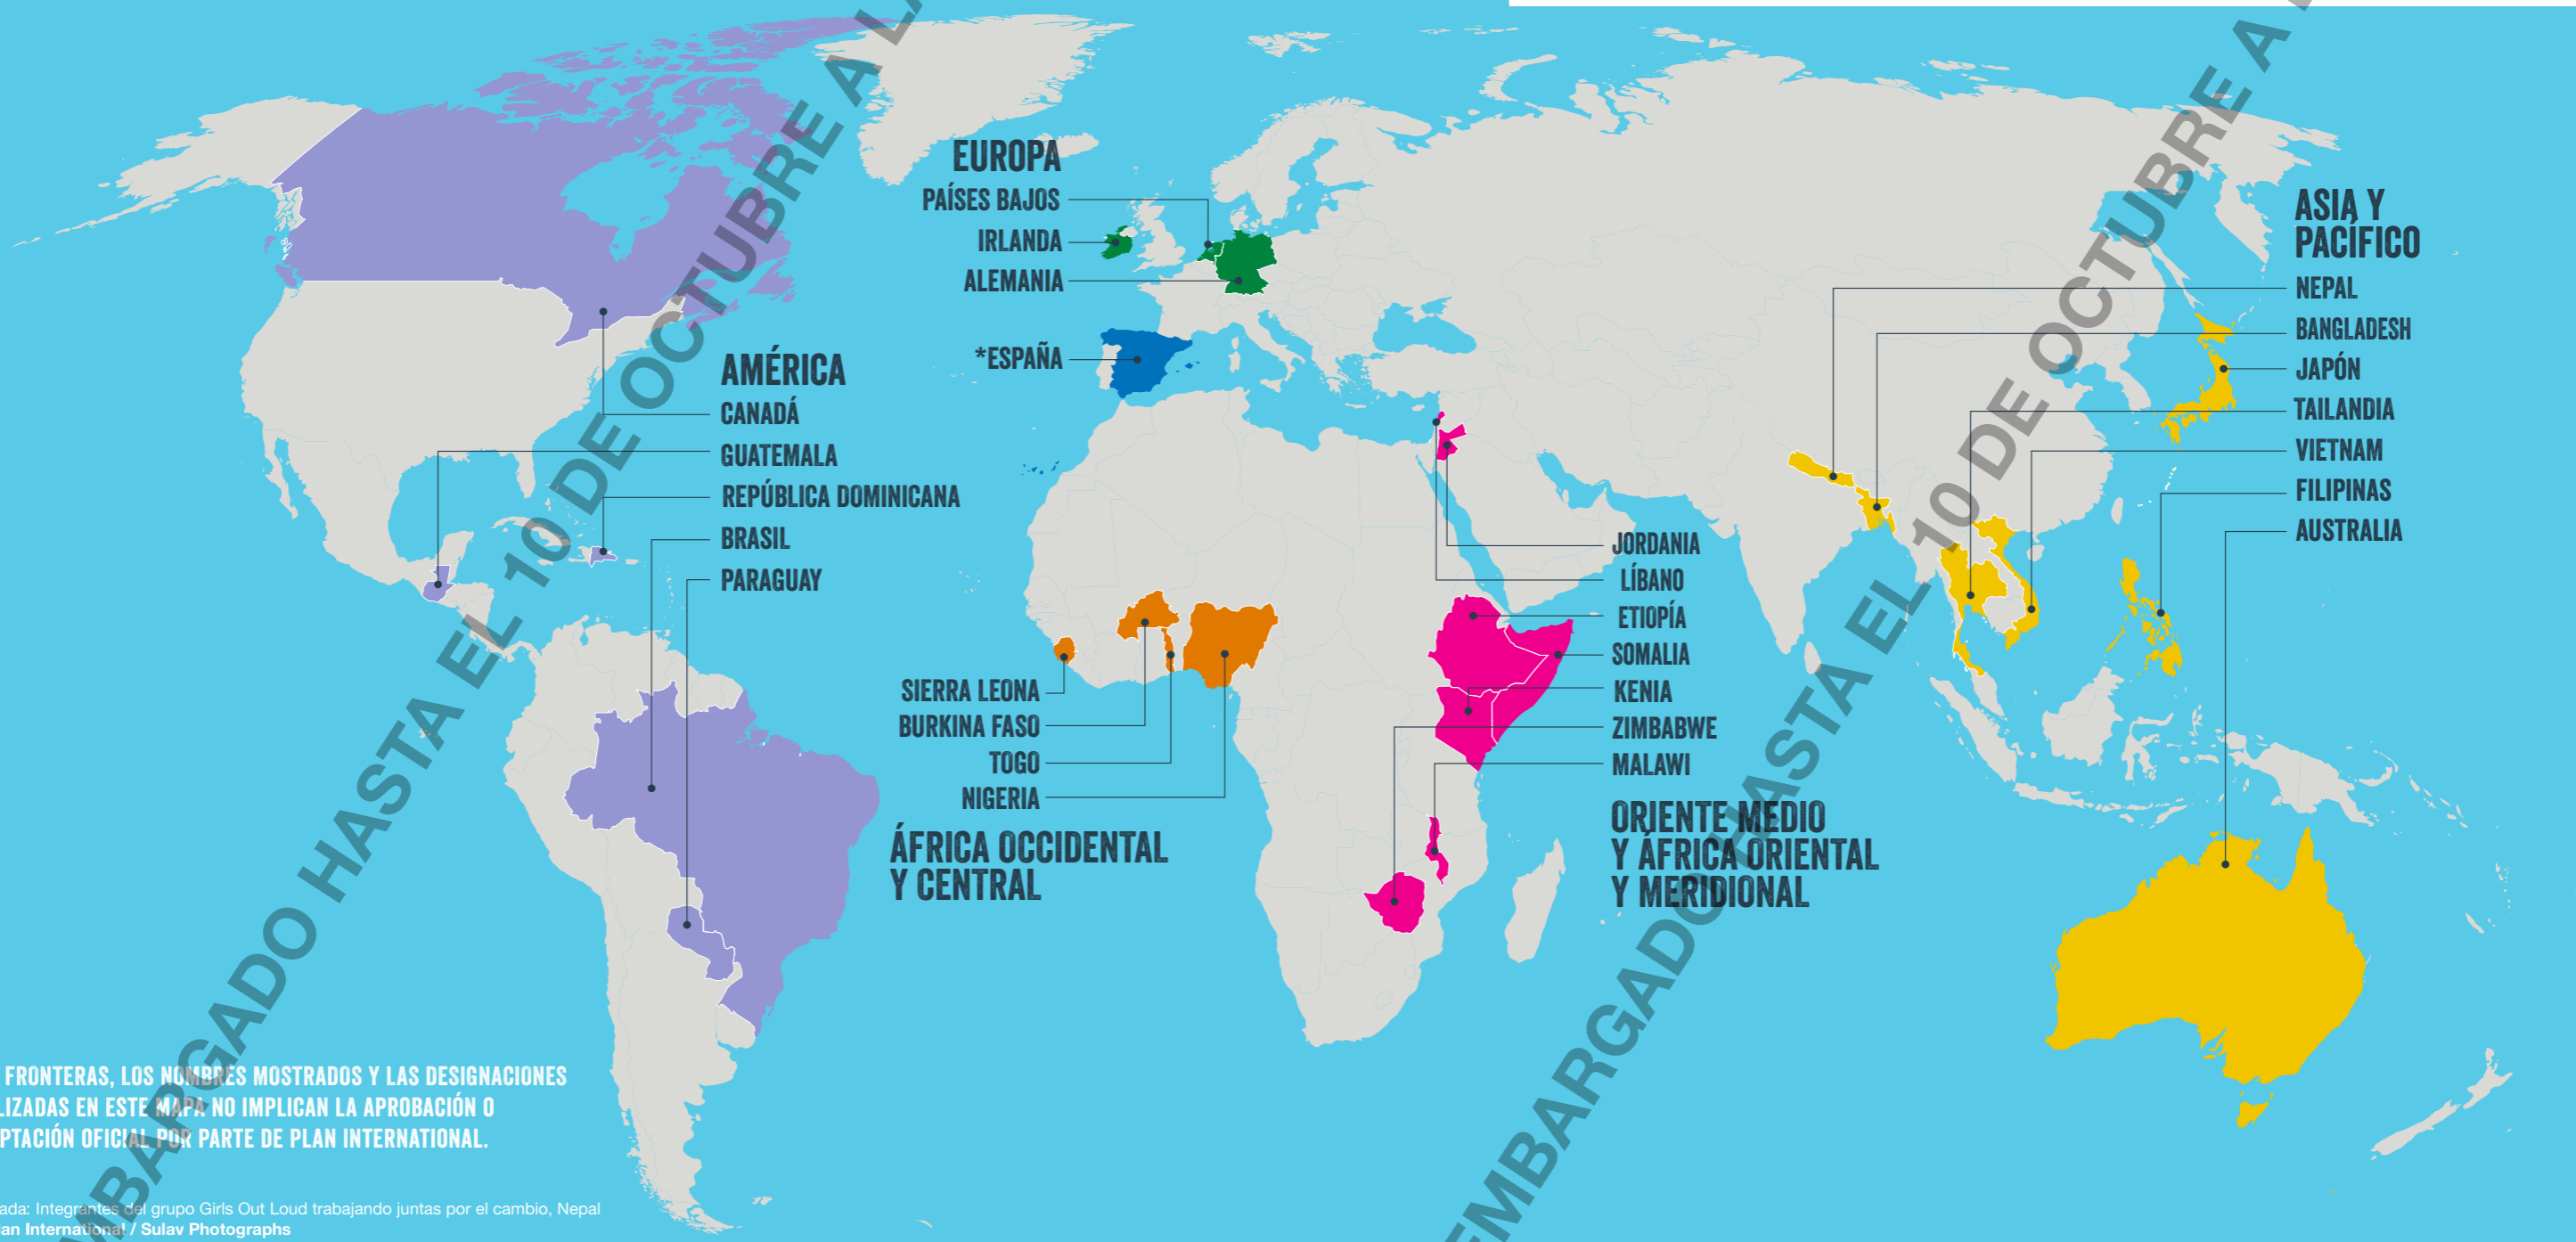 EUROPA
PAÍSES BAJOS
IRLANDA
ALEMANIA
*ESPAÑA
AMÉRICA
CANADÁ
GUATEMALA
REPÚBLICA DOMINICANA
BRASIL
PARAGUAY
SIERRA LEONA
BURKINA FASO
TOGO
NIGERIA
ÁFRICA OCCIDENTAL
Y CENTRAL
JORDANIA
LÍBANO
ETIOPÍA
SOMALIA
KENIA
ZIMBABWE
MALAWI
ORIENTE MEDIO
Y ÁFRICA ORIENTAL
Y MERIDIONAL
ASIA Y
PACÍFICO
NEPAL
BANGLADESH
JAPÓN
TAILANDIA
VIETNAM
FILIPINAS
AUSTRALIA
FRONTERAS, LOS NOMBRES MOSTRADOS Y LAS DESIGNACIONES
LIZADAS EN ESTE MAPA NO IMPLICAN LA APROBACIÓN O
PTACIÓN OFICIAL POR PARTE DE PLAN INTERNATIONAL.
ada: Integrantes del grupo Girls Out Loud trabajando juntas por el cambio, Nepal
lan International / Sulav Photographs
MBARGADO HASTA EL 10 DE OCTUBRE A LA
EMBARGADO HASTA EL 10 DE OCTUBRE A